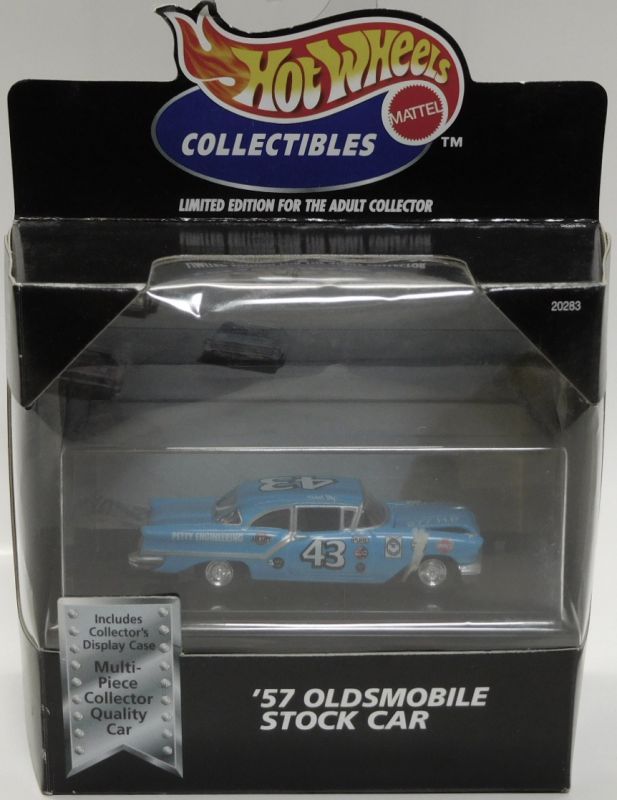 Hot Wheels
MATTEL
COLLECTIBLES
TM
LIMITED EDITION FOR THE ADULT COLLECTOR
20283
43
PETTY ENGINEERING
43
Includes
Collector's
Display Case
Multi-
Piece
Collector
Quality
Car
'57 OLDSMOBILE
STOCK CAR